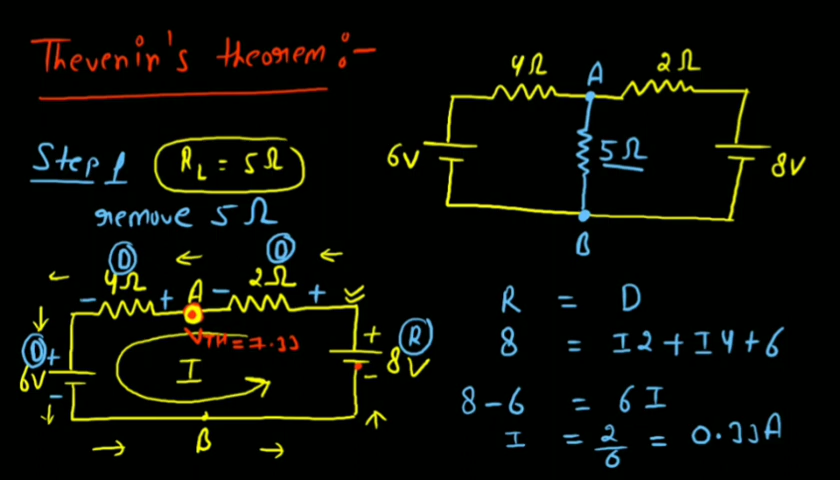 Thevenin's theorem :-
4Ω A 2Ω
6V 5Ω 8V
B
Step 1 RL = 5Ω
remove 5Ω
D D
4Ω A 2Ω
- + - +
VTH = 7.33
D + 6V - I + 8V - R
B
R = D
8 = I2 + I4 + 6
8-6 = 6I
I = 2/6 = 0.33A